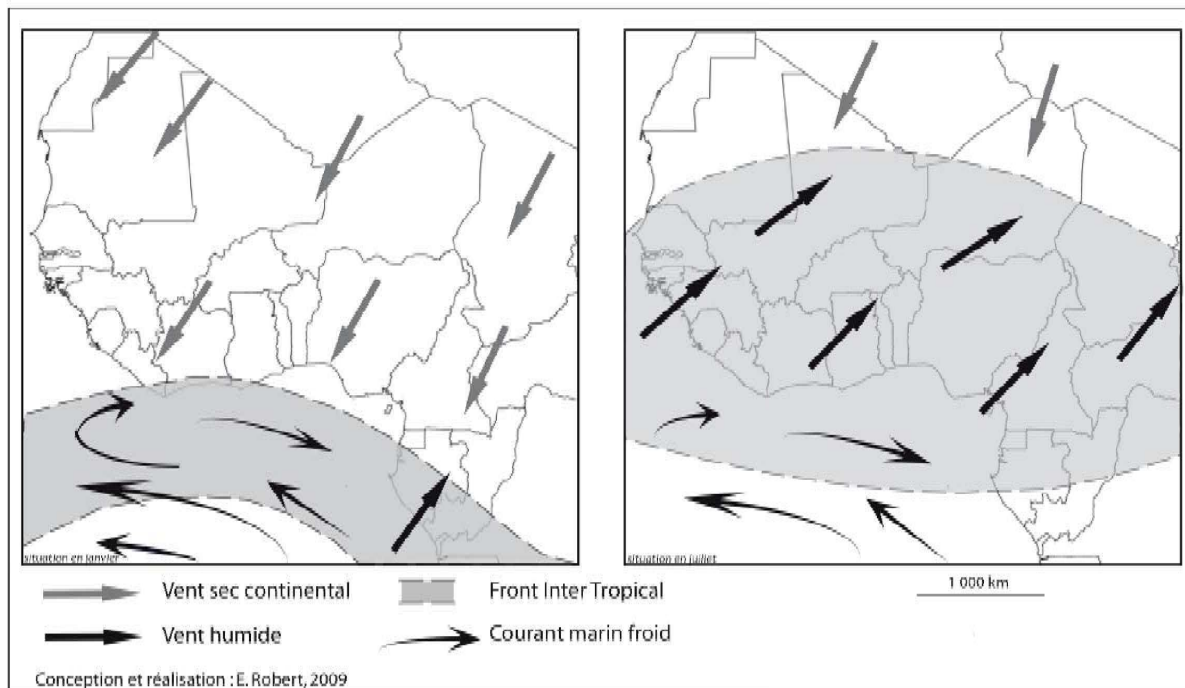 situation en janvier
situation en juillet
Vent sec continental
Front Inter Tropical
1 000 km
Vent humide
Courant marin froid
Conception et réalisation : E. Robert, 2009